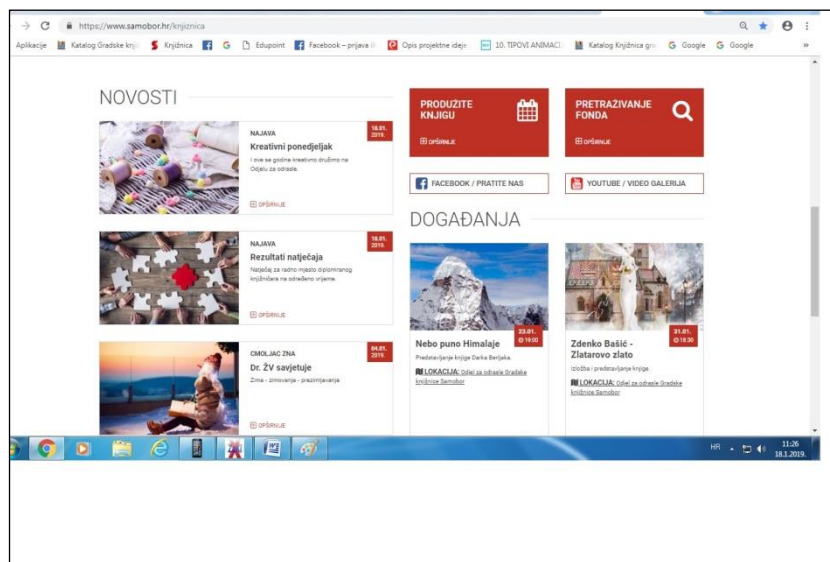 https://www.samobor.hr/knjiznica
Aplikacije
Katalog Gradske knji
Knjižnica
G
Edupoint
Facebook – prijava ili
Opis projektne ideje
10. TIPOVI ANIMACI
Katalog Knjižnica gra
Google
Google
»
NOVOSTI
NAJAVA
18.01.
2019.
Kreativni ponedjeljak
I ove se godine kreativno družimo na
Odjelu za odrasle.
OPŠIRNIJE
NAJAVA
18.01.
2019.
Rezultati natječaja
Natječaj za radno mjesto diplomiranog
knjižničara na određeno vrijeme.
OPŠIRNIJE
CMOLJAC ZNA
04.01.
2019.
Dr. ŽV savjetuje
Zima - zimovanje - prezimljavanje
OPŠIRNIJE
PRODUŽITE
KNJIGU
OPŠIRNIJE
PRETRAŽIVANJE
FONDA
OPŠIRNIJE
FACEBOOK / PRATITE NAS
YOUTUBE / VIDEO GALERIJA
DOGAĐANJA
23.01.
19:00
Nebo puno Himalaje
Predstavljanje knjige Darka Berljaka.
LOKACIJA: Odjel za odrasle Gradske
knjižnice Samobor
31.01.
18:30
Zdenko Bašić -
Zlatarovo zlato
Izložba i predstavljanje knjige.
LOKACIJA: Odjel za odrasle Gradske
knjižnice Samobor
HR
11:26
18.1.2019.